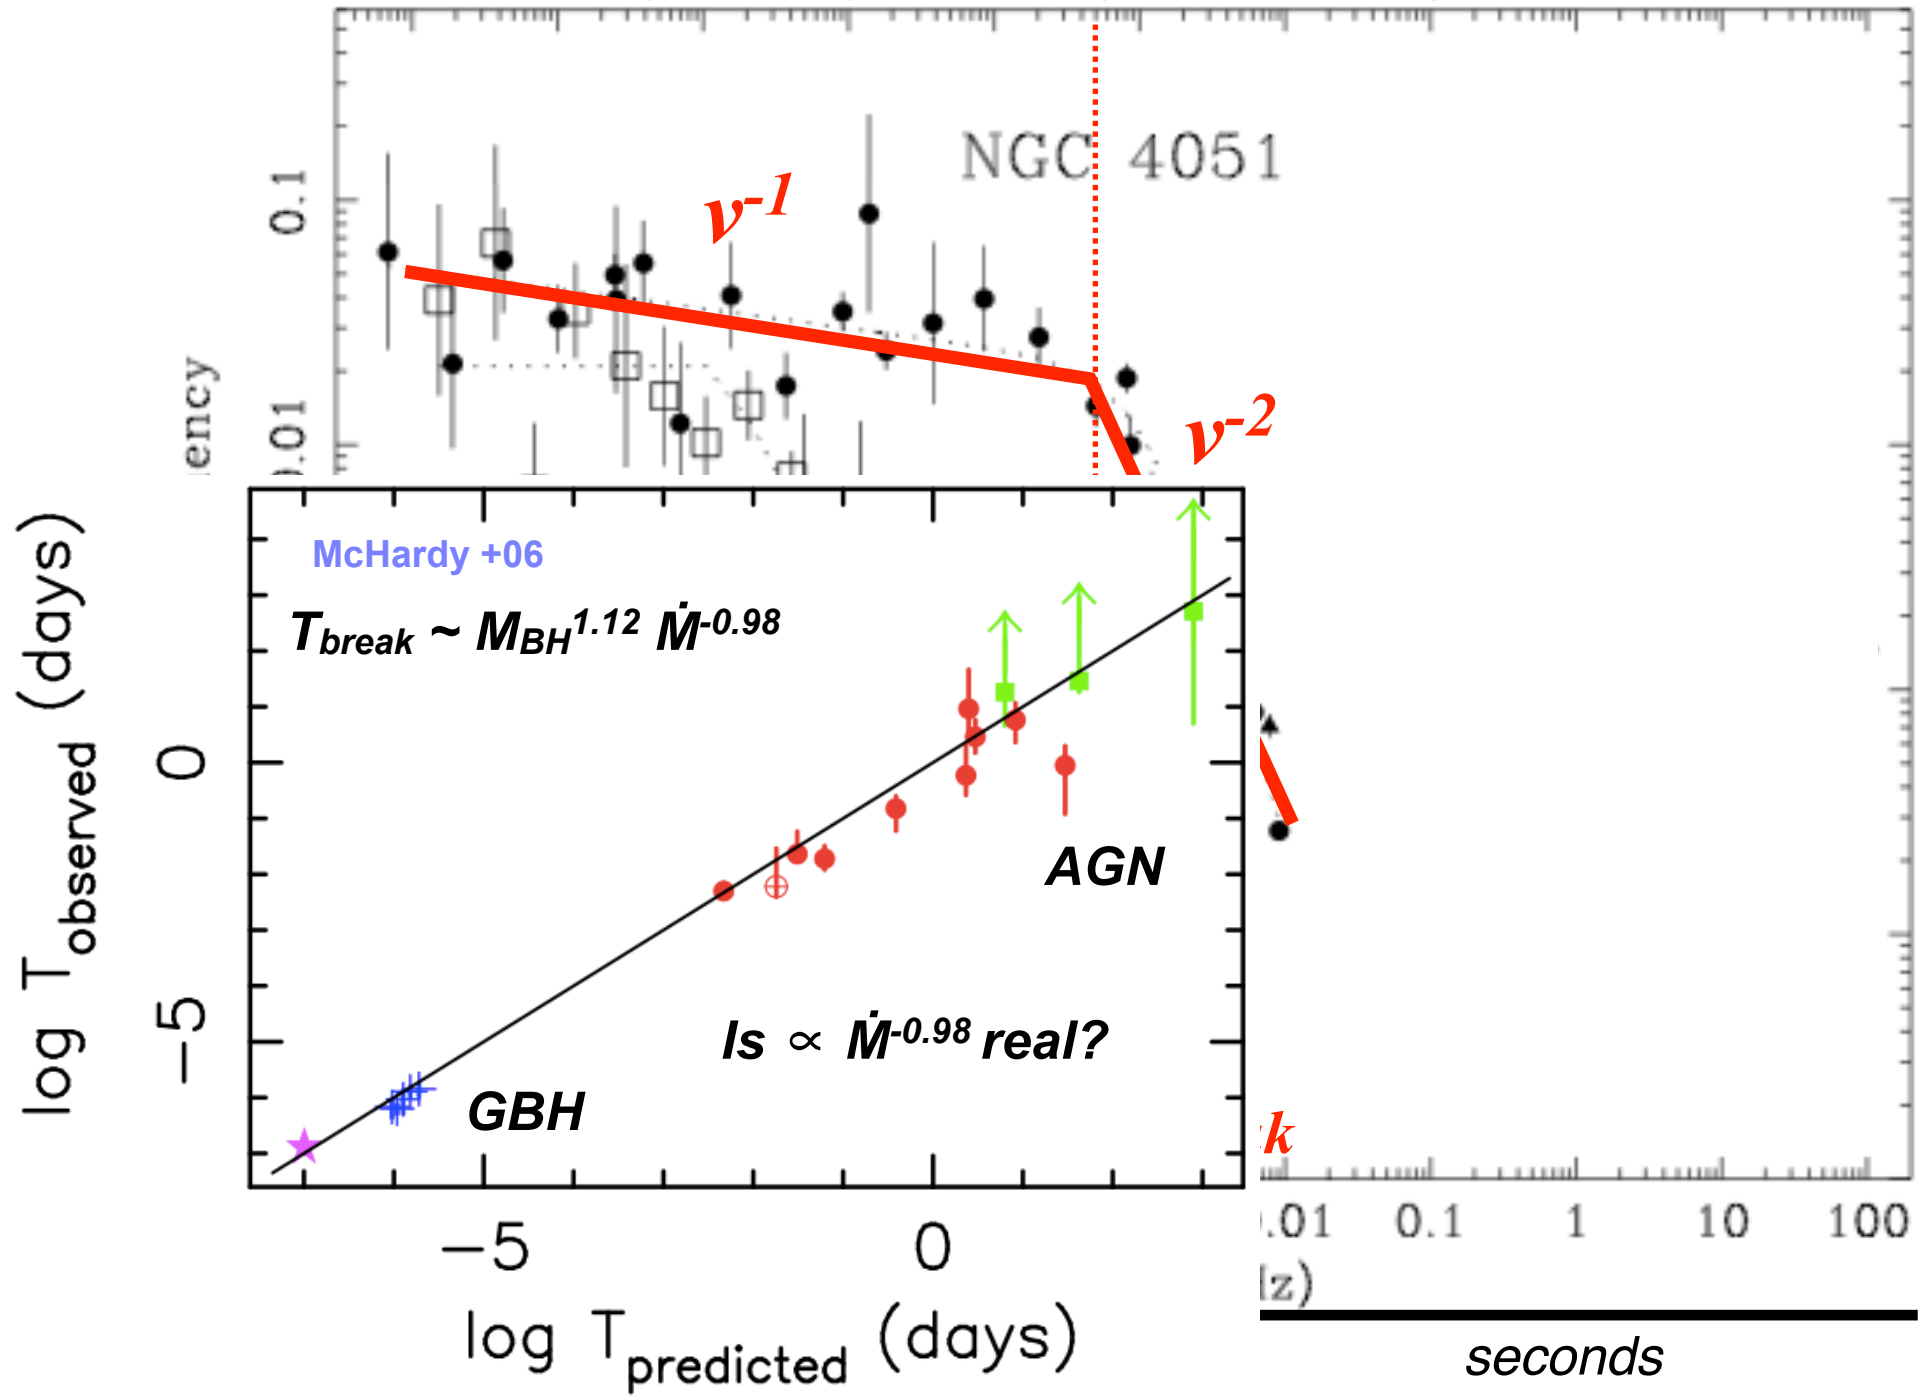 NGC 4051
ν-1
0.1
ν-2
0.01
ency
McHardy +06
Tbreak ~ MBH1.12 Ṁ-0.98
log Tobserved (days)
0
AGN
-5
Is ∝ Ṁ-0.98 real?
GBH
k
-5 0
.01 0.1 1 10 100
z)
log Tpredicted (days)
seconds